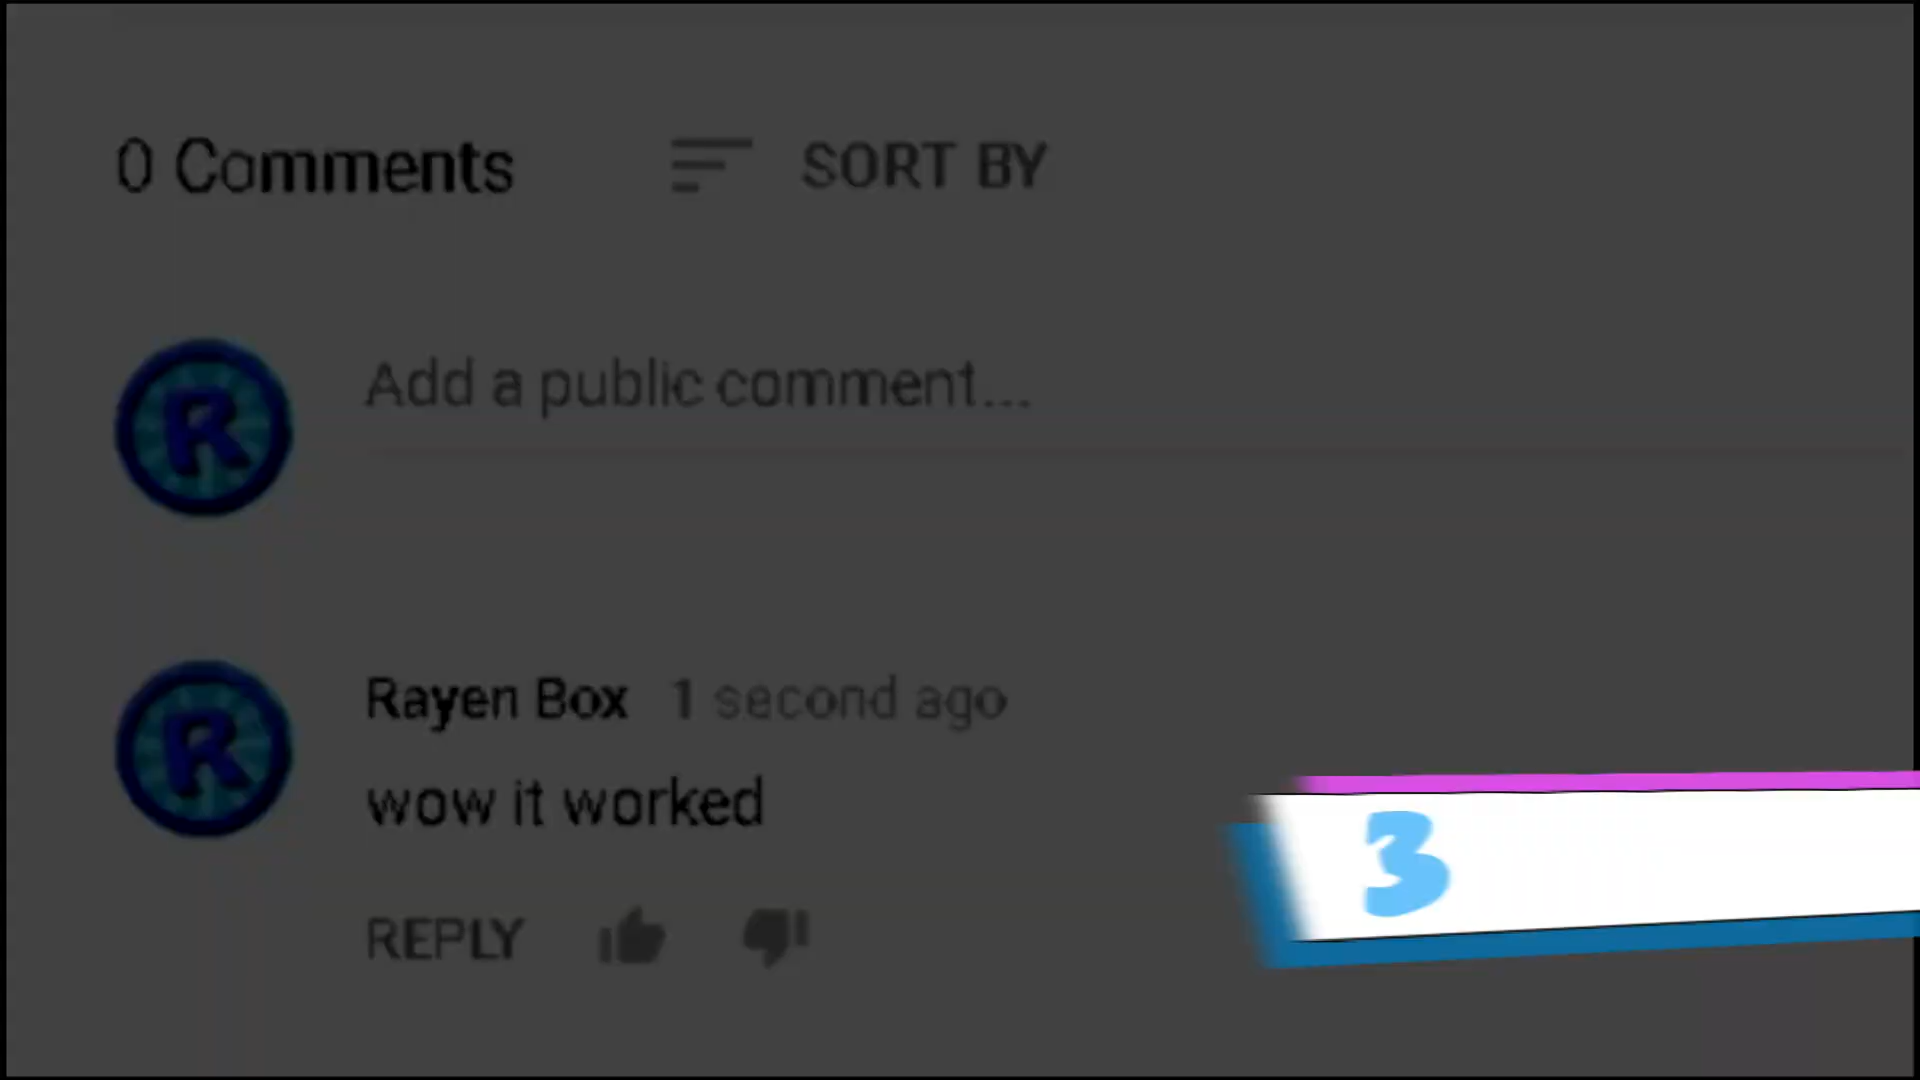 0 Comments SORT BY
R Add a public comment...
R Rayen Box 1 second ago
wow it worked
3
REPLY